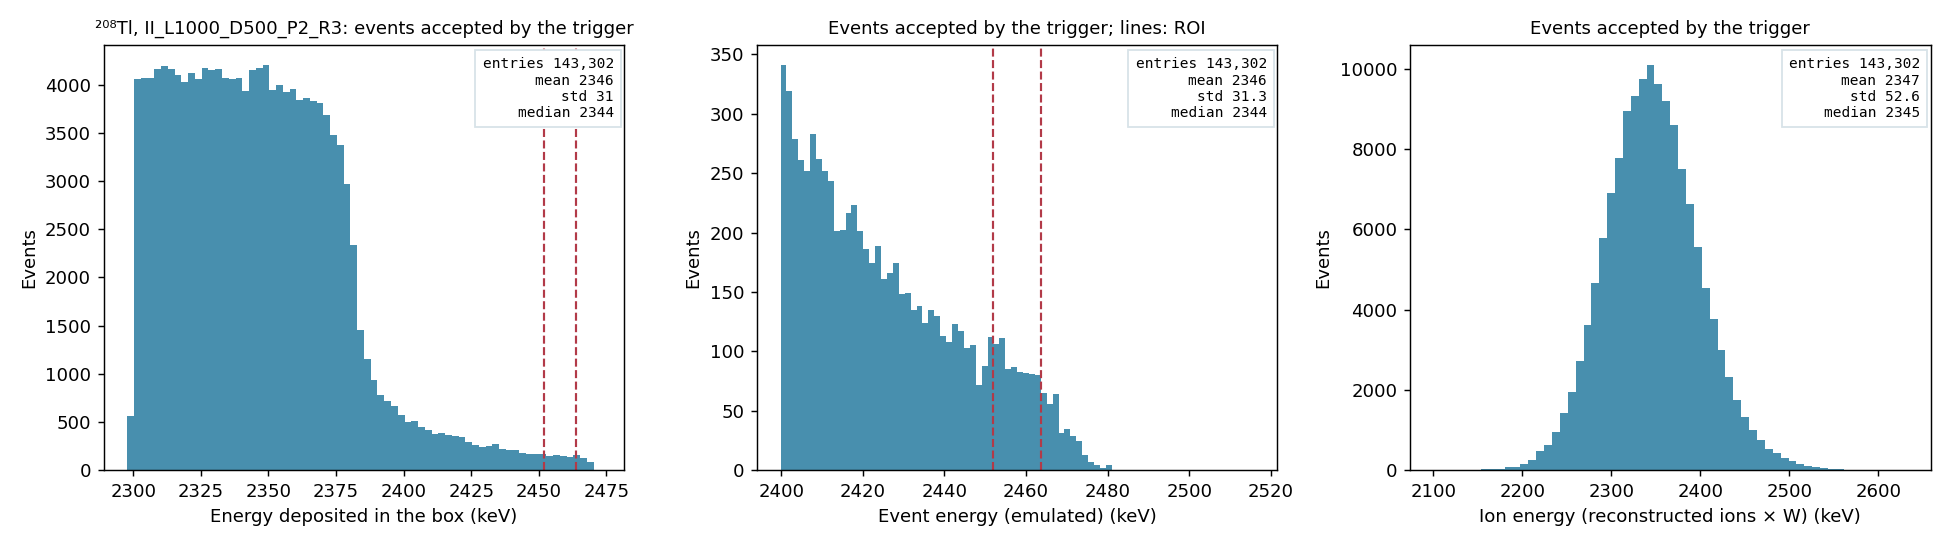 ²⁰⁸Tl, II_L1000_D500_P2_R3: events accepted by the trigger
entries 143,302
mean 2346
std 31
median 2344
4000
3500
3000
2500
2000
1500
1000
500
0
Events
2300 2325 2350 2375 2400 2425 2450 2475
Energy deposited in the box (keV)
Events accepted by the trigger; lines: ROI
entries 143,302
mean 2346
std 31.3
median 2344
350
300
250
200
150
100
50
0
Events
2400 2420 2440 2460 2480 2500 2520
Event energy (emulated) (keV)
Events accepted by the trigger
entries 143,302
mean 2347
std 52.6
median 2345
10000
8000
6000
4000
2000
0
Events
2100 2200 2300 2400 2500 2600
Ion energy (reconstructed ions × W) (keV)